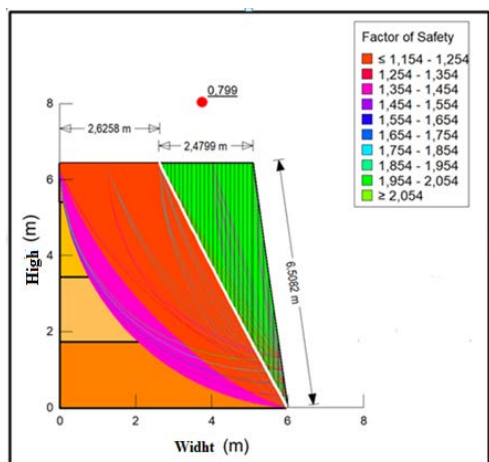 Factor of Safety
≤ 1,154 - 1,254
1,254 - 1,354
1,354 - 1,454
1,454 - 1,554
1,554 - 1,654
1,654 - 1,754
1,754 - 1,854
1,854 - 1,954
1,954 - 2,054
≥ 2,054
0,799
8
2,6258 m
2,4799 m
6
6,5082 m
High (m)
4
2
0
0
2
4
6
8
Widht (m)